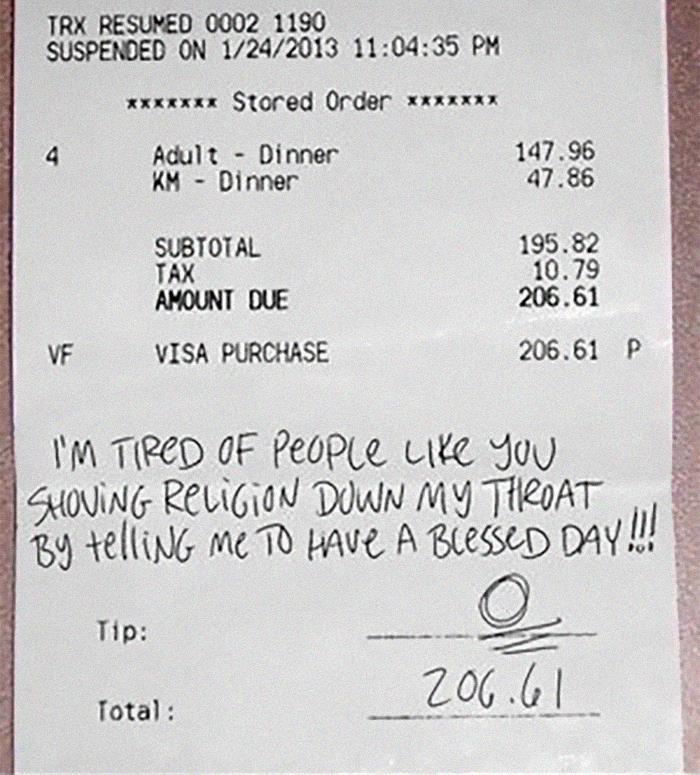 TRX RESUMED 0002 1190
SUSPENDED ON 1/24/2013 11:04:35 PM
******* Stored Order *******
4 Adult - Dinner 147.96
KM - Dinner 47.86
SUBTOTAL 195.82
TAX 10.79
AMOUNT DUE 206.61
VF VISA PURCHASE 206.61 P
I'M TIRED OF PEOPLE LIKE YOU
SHOVING RELIGION DOWN MY THROAT
BY TELLING ME TO HAVE A BLESSED DAY!!!
Tip: 0
Total: 206.61